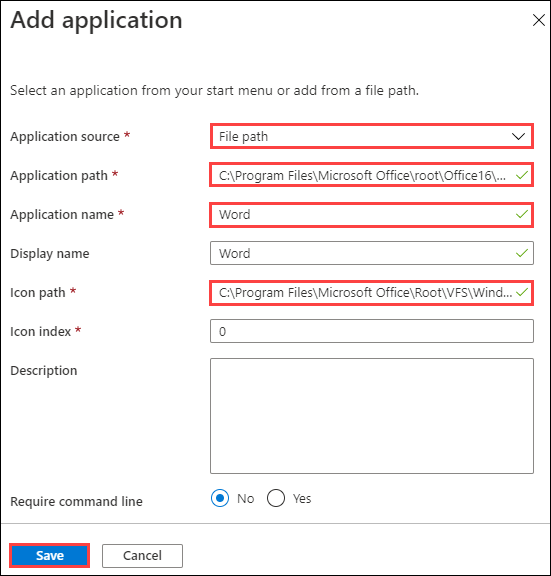 Add application
Select an application from your start menu or add from a file path.
Application source * File path
Application path * C:\Program Files\Microsoft Office\root\Office16\...
Application name * Word
Display name Word
Icon path * C:\Program Files\Microsoft Office\Root\VFS\Wind...
Icon index * 0
Description
Require command line No Yes
Save Cancel